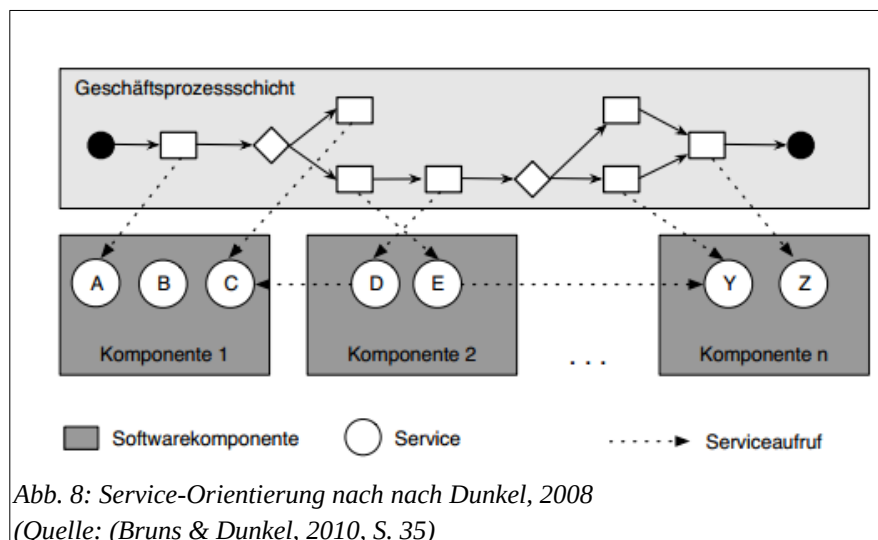 Geschäftsprozessschicht
A B C D E Y Z
Komponente 1 Komponente 2 . . . Komponente n
Softwarekomponente Service Serviceaufruf
Abb. 8: Service-Orientierung nach nach Dunkel, 2008
(Quelle: (Bruns & Dunkel, 2010, S. 35)